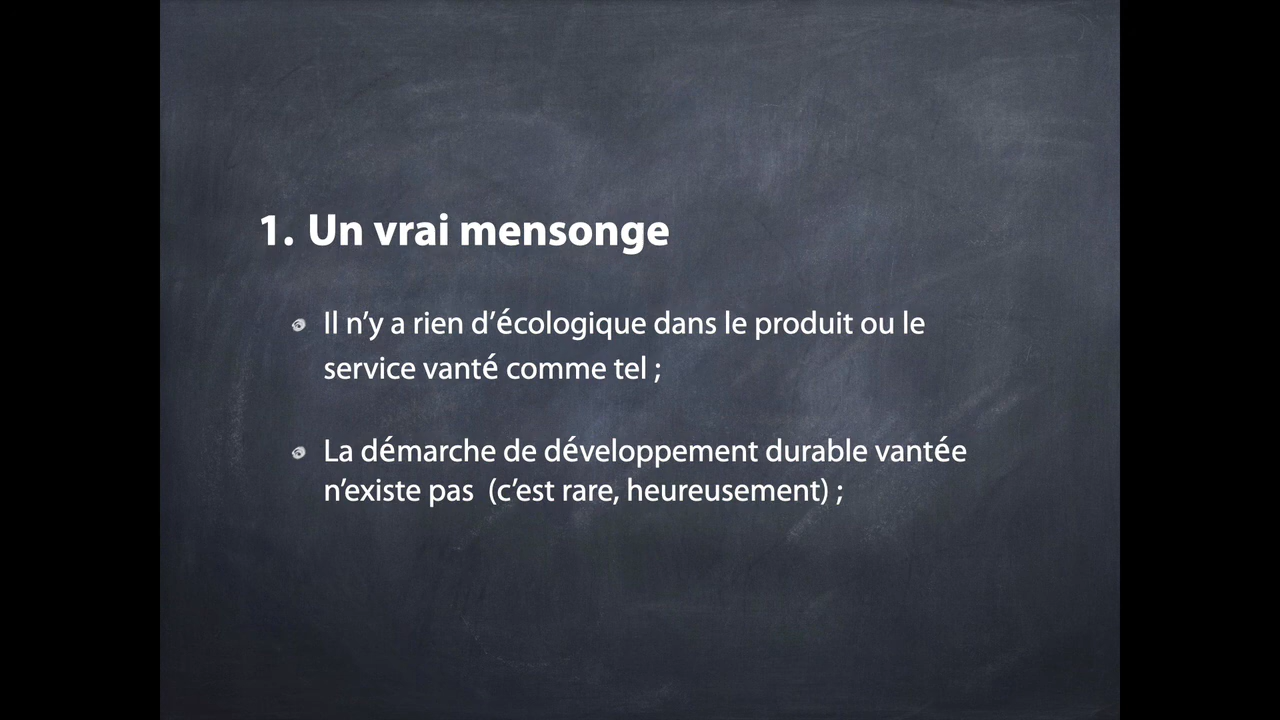 1. Un vrai mensonge
Il n’y a rien d’écologique dans le produit ou le
service vanté comme tel ;
La démarche de développement durable vantée
n’existe pas  (c’est rare, heureusement) ;